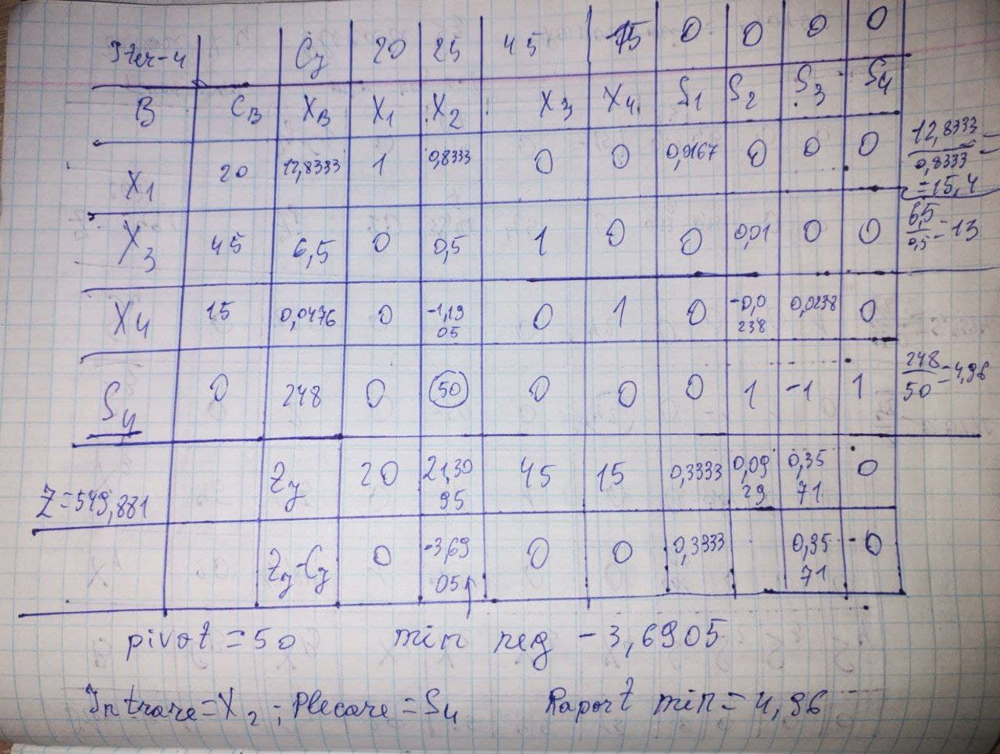 Iter-4 Cj 20 25 45 15 0 0 0 0
B CB XB X1 X2 X3 X4 S1 S2 S3 S4
X1 20 12,8333 1 0,8333 0 0 0,0167 0 0 0 12,8333/0,8333 = =15,4
X3 45 6,5 0 0,5 1 0 0 0,01 0 0 6,5/0,5=13
X4 15 0,0476 0 -1,1905 0 1 0 -0,0238 0,0238 0
S4 0 248 0 50 0 0 0 1 -1 1 248/50=4,96
Z=549,881 Zj 20 21,3095 45 15 0,3333 0,0929 0,3571 0
Zj-Cj 0 -3,6905 0 0 0,3333 0,3571 0
pivot=50 min neg -3,6905
Intrare=X2; Plecare=S4 Raport min=4,96